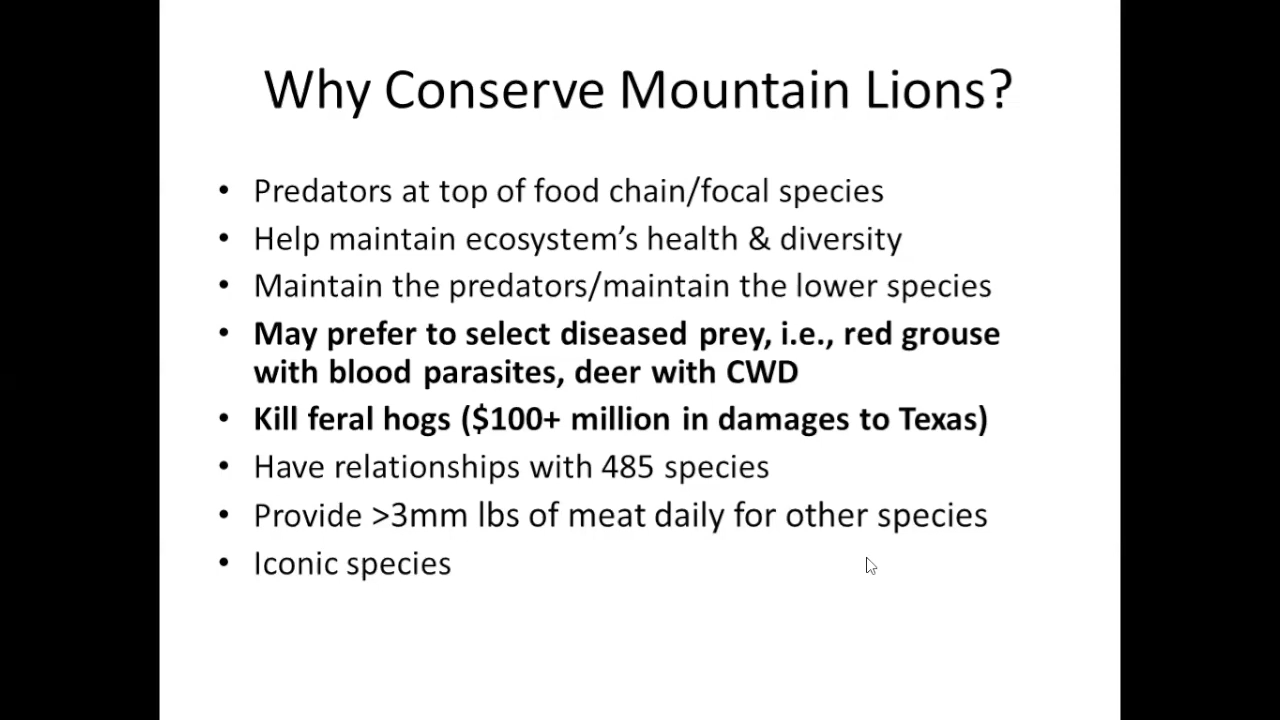 Why Conserve Mountain Lions?
• Predators at top of food chain/focal species
• Help maintain ecosystem’s health & diversity
• Maintain the predators/maintain the lower species
• May prefer to select diseased prey, i.e., red grouse
with blood parasites, deer with CWD
• Kill feral hogs ($100+ million in damages to Texas)
• Have relationships with 485 species
• Provide >3mm lbs of meat daily for other species
• Iconic species